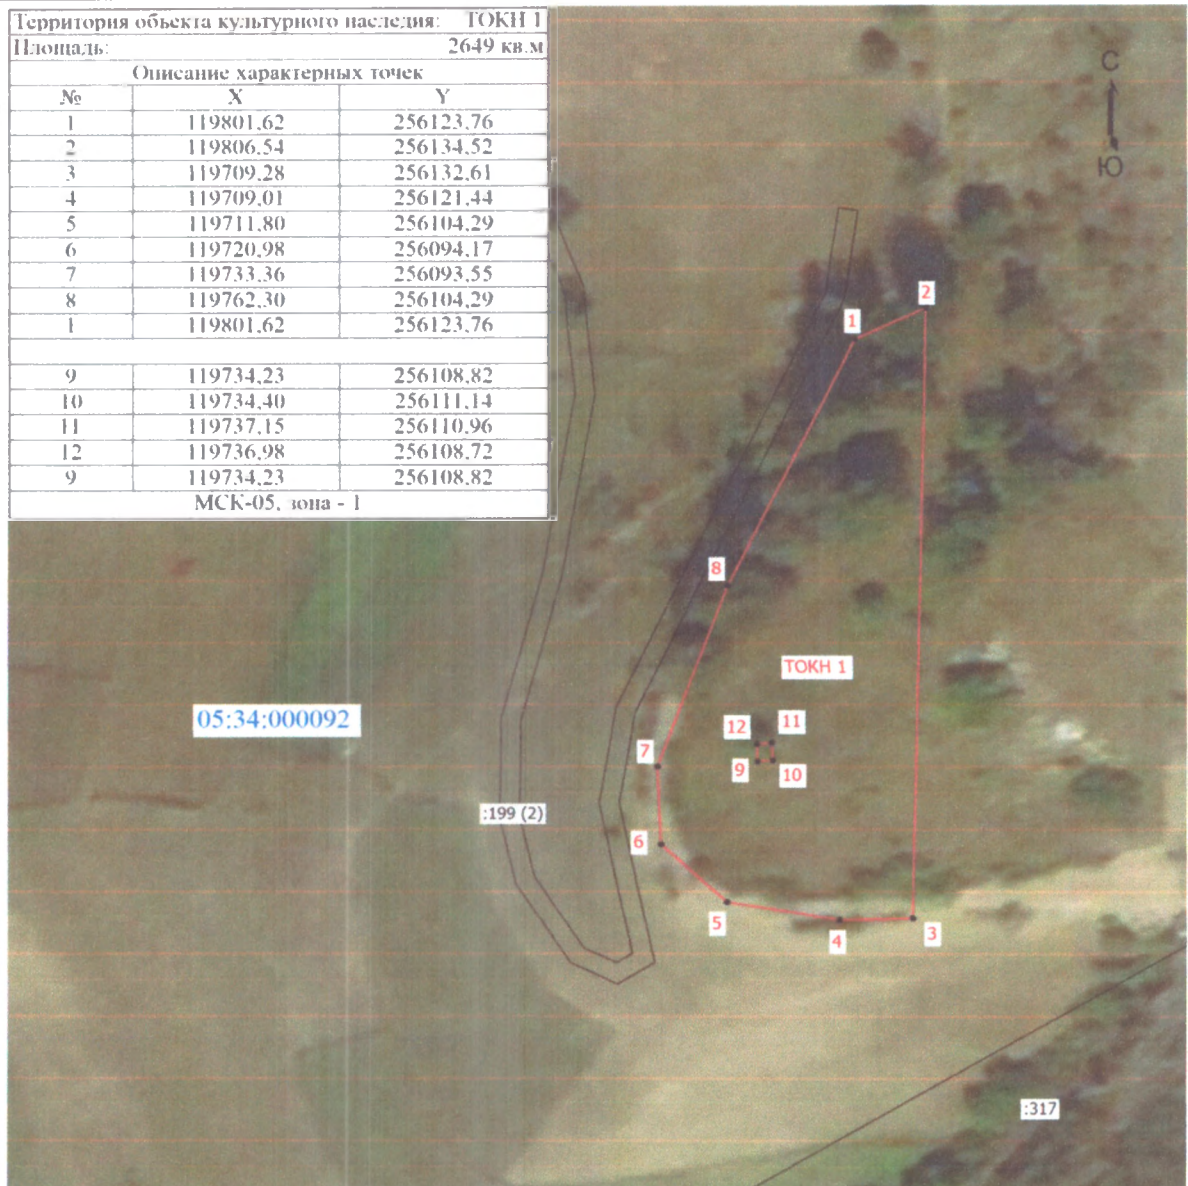 Территория объекта культурного наследия: ТОКН 1
Площадь: 2649 кв.м
Описание характерных точек
№ X Y
1 119801,62 256123,76
2 119806,54 256134,52
3 119709,28 256132,61
4 119709,01 256121,44
5 119711,80 256104,29
6 119720,98 256094,17
7 119733,36 256093,55
8 119762,30 256104,29
1 119801,62 256123,76
9 119734,23 256108,82
10 119734,40 256111,14
11 119737,15 256110,96
12 119736,98 256108,72
9 119734,23 256108,82
МСК-05, зона - 1
С
Ю
2
1
8
ТОКН 1
05:34:000092
12 11
7
9 10
:199 (2)
6
5
4
3
:317